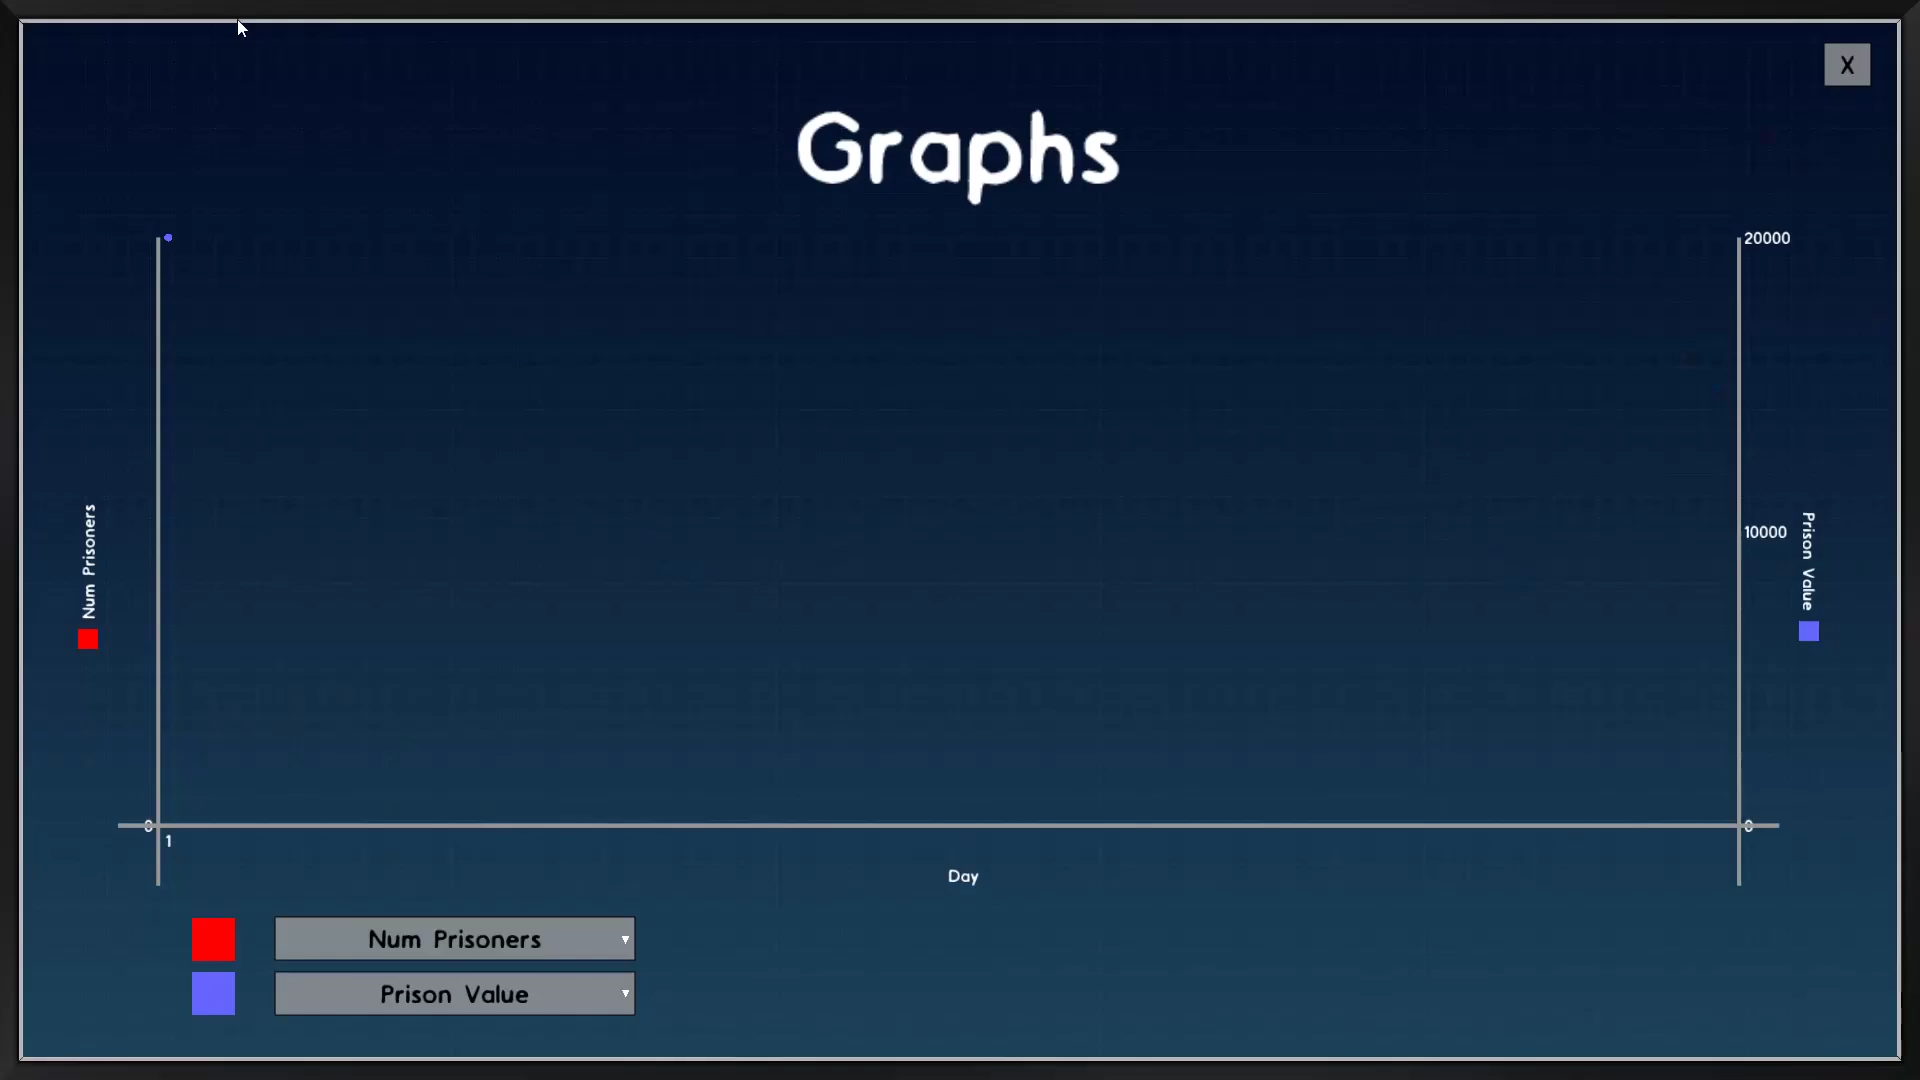 X
Graphs
20000
Num Prisoners
10000
Prison Value
0
0
1
Day
Num Prisoners
Prison Value